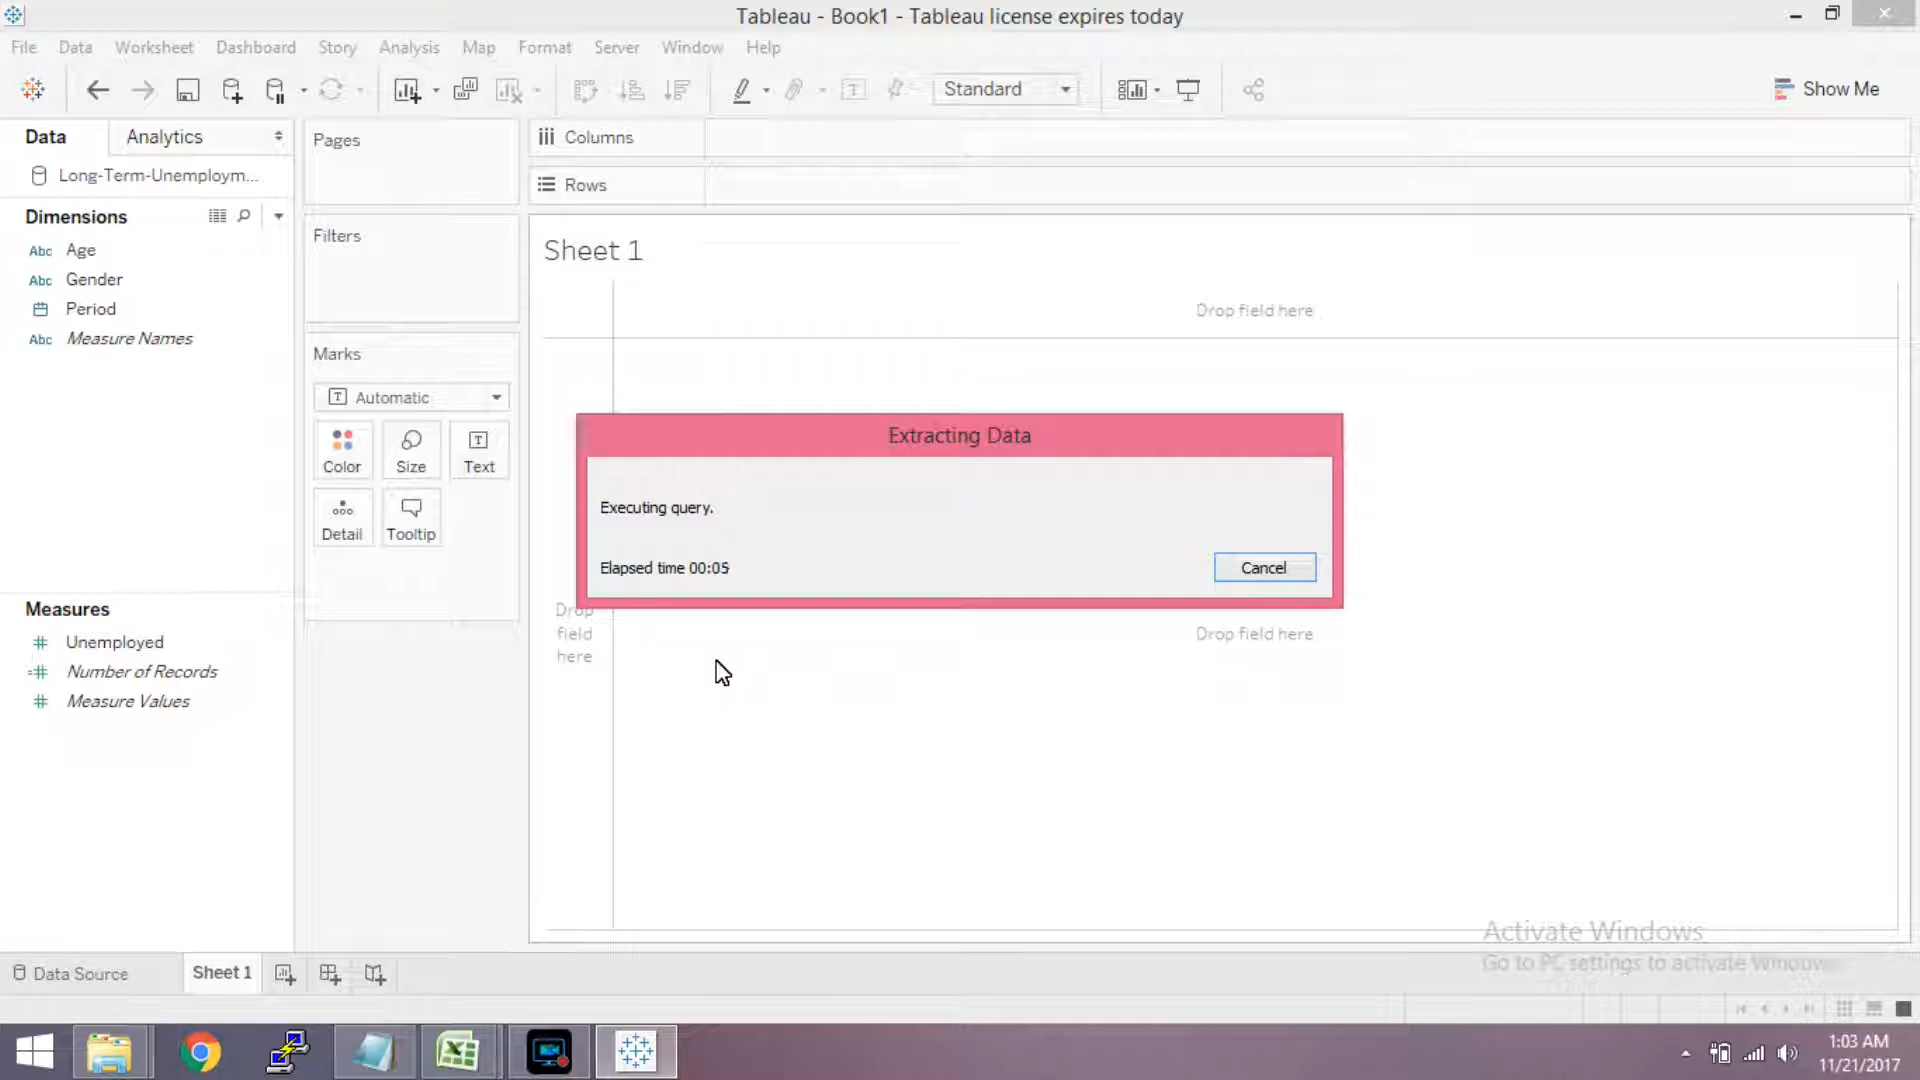 Tableau - Book1 - Tableau license expires today
File Data Worksheet Dashboard Story Analysis Map Format Server Window Help
Standard
Show Me
Data Analytics
Long-Term-Unemploym...
Dimensions
Abc Age
Abc Gender
Period
Abc Measure Names
Measures
Unemployed
Number of Records
Measure Values
Pages
Filters
Marks
Automatic
Color Size Text
Detail Tooltip
Columns
Rows
Sheet 1
Drop field here
Extracting Data
Executing query.
Elapsed time 00:05
Cancel
Drop
field
here
Drop field here
Activate Windows
Go to PC settings to activate Windows.
Data Source Sheet 1
1:03 AM
11/21/2017